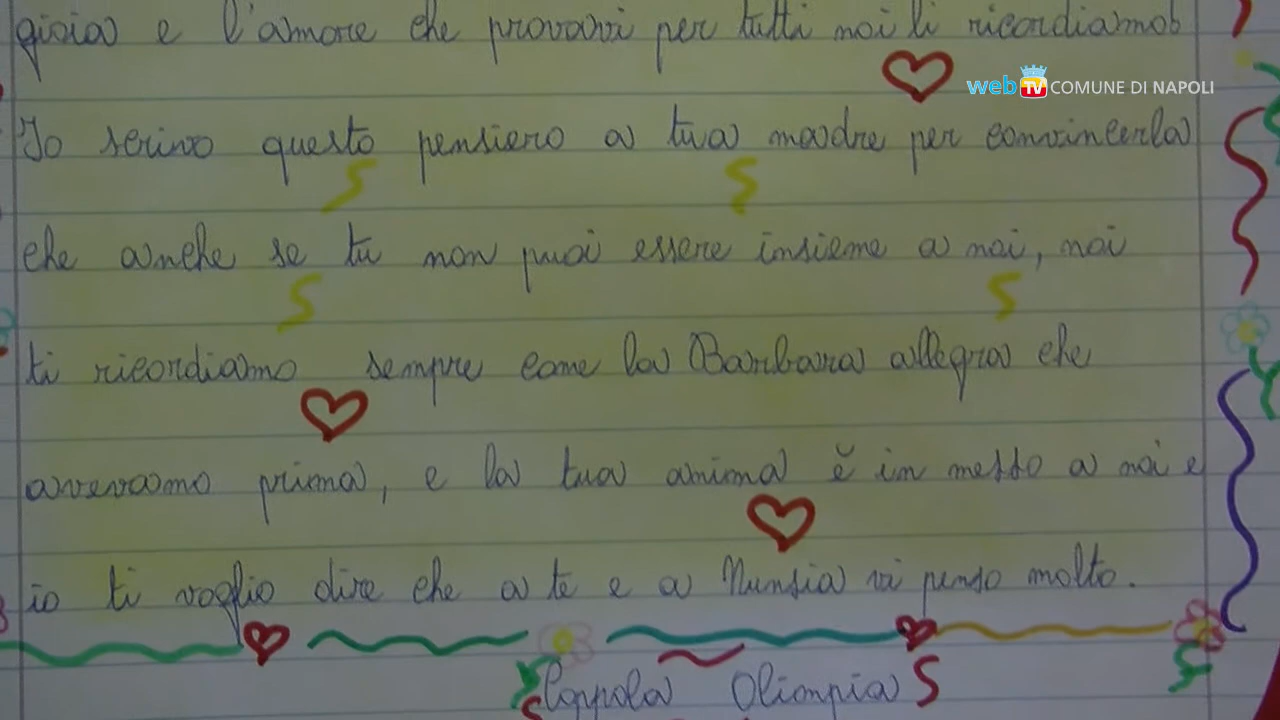 gioia e l'amore che provavi per tutti noi li ricordiamo
web TV COMUNE DI NAPOLI
Io scrivo questo pensiero a tua madre per convincerla
che anche se tu non puoi essere insieme a noi, noi
ti ricordiamo sempre come la Barbara allegra che
avevamo prima, e la tua anima è in mezzo a noi e
io ti voglio dire che a te e a Nunzia vi penso molto.
Coppola Olimpia